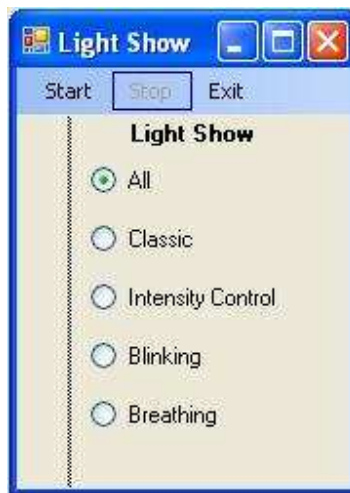 Light Show
Start Stop Exit
Light Show
All
Classic
Intensity Control
Blinking
Breathing